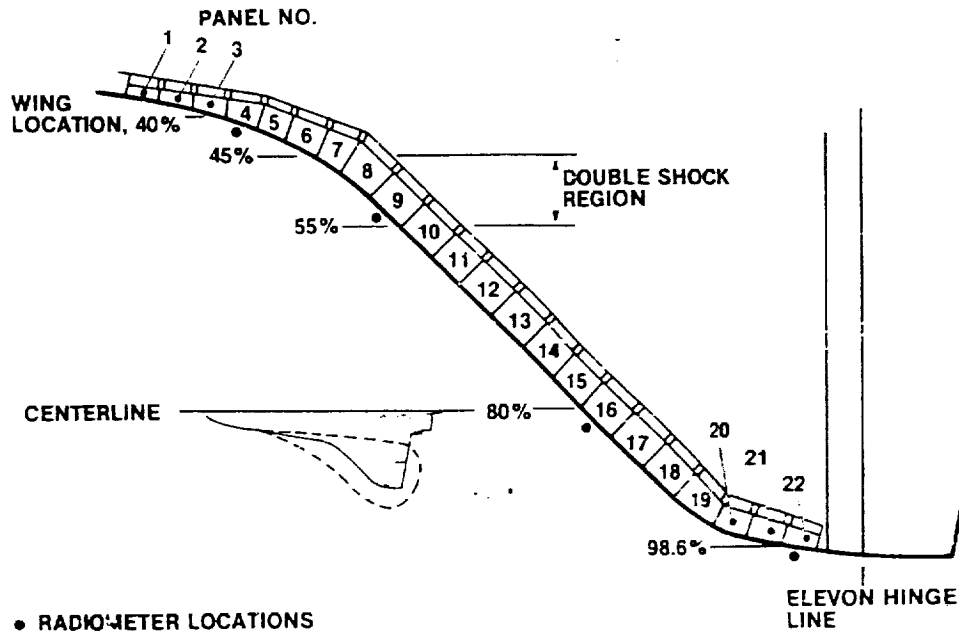 PANEL NO.
1
2
3
WING
LOCATION, 40%
4
5
6
7
45%
8
DOUBLE SHOCK
REGION
9
55%
10
11
12
13
14
15
CENTERLINE
80%
16
17
20
21
18
22
19
98.6%
ELEVON HINGE
LINE
• RADIOMETER LOCATIONS